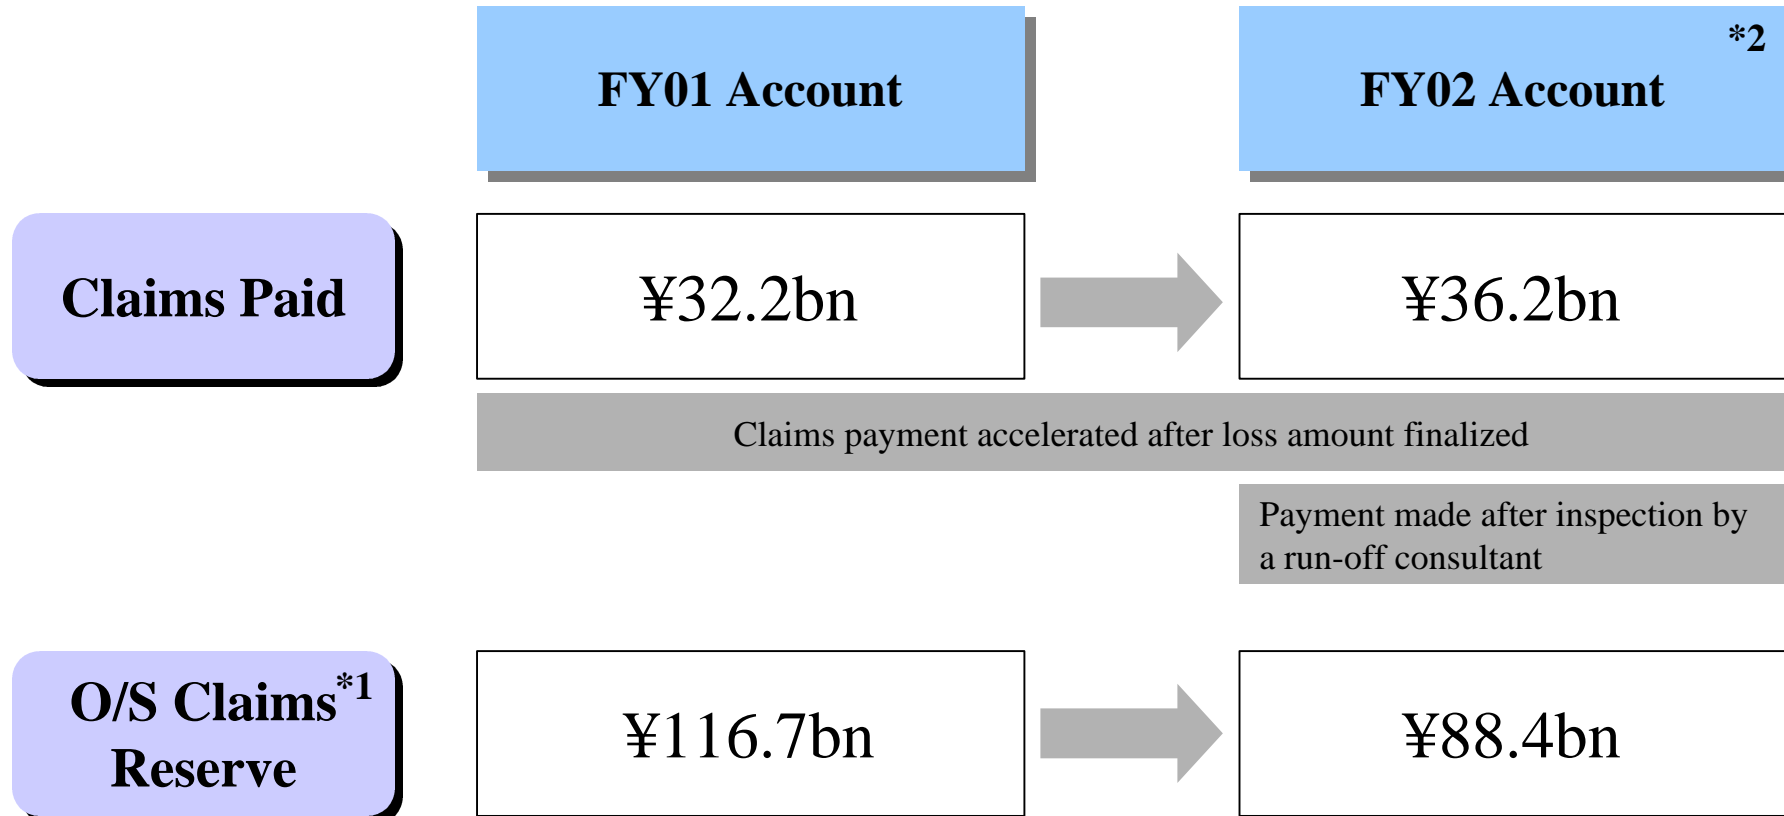 FY01 Account
FY02 Account *2
Claims Paid
¥32.2bn
¥36.2bn
Claims payment accelerated after loss amount finalized
Payment made after inspection by
a run-off consultant
O/S Claims*1
Reserve
¥116.7bn
¥88.4bn